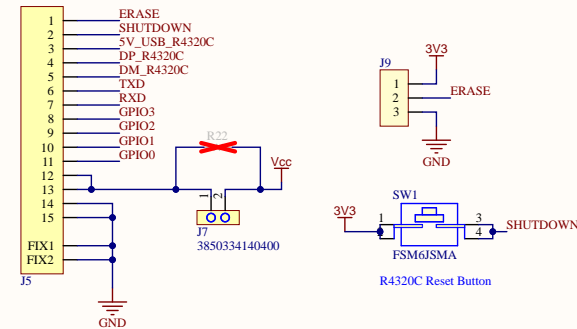 1 ERASE
2 SHUTDOWN
3 5V_USB_R4320C
4 DP_R4320C
5 DM_R4320C
6 TXD
7 RXD
8 GPIO3
9 GPIO2
10 GPIO1
11 GPIO0
12
13
14
15
FIX1
FIX2
J5
GND
R22
Vcc
1 2
J7
3850334140400
3V3
J9
1
2 ERASE
3
GND
SW1
3V3 1 3 SHUTDOWN
2 4
FSM6JSMA
R4320C Reset Button